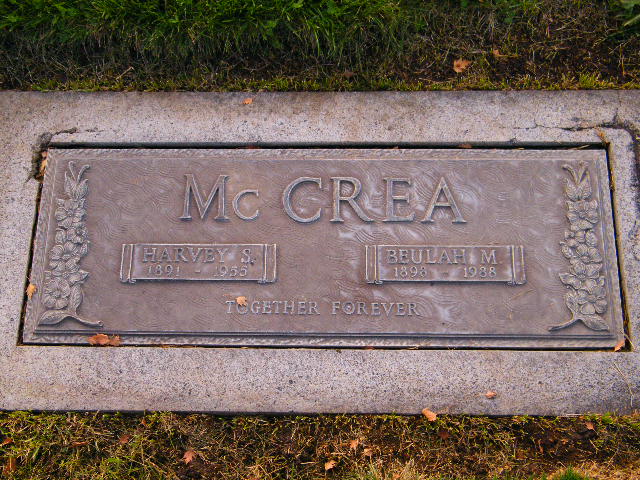 Mc CREA
HARVEY S. BEULAH M.
1891 - 1955 1898 - 1988
TOGETHER FOREVER